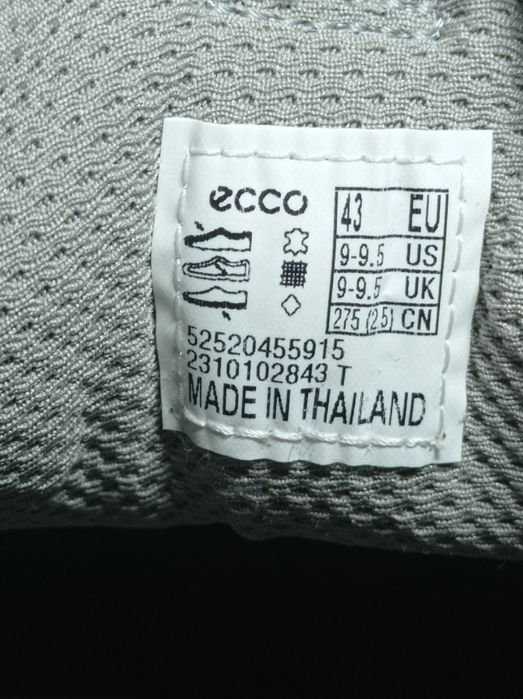 ecco
43 EU
9-9.5 US
9-9.5 UK
275 (2.5) CN
52520455915
2310102843 T
MADE IN THAILAND